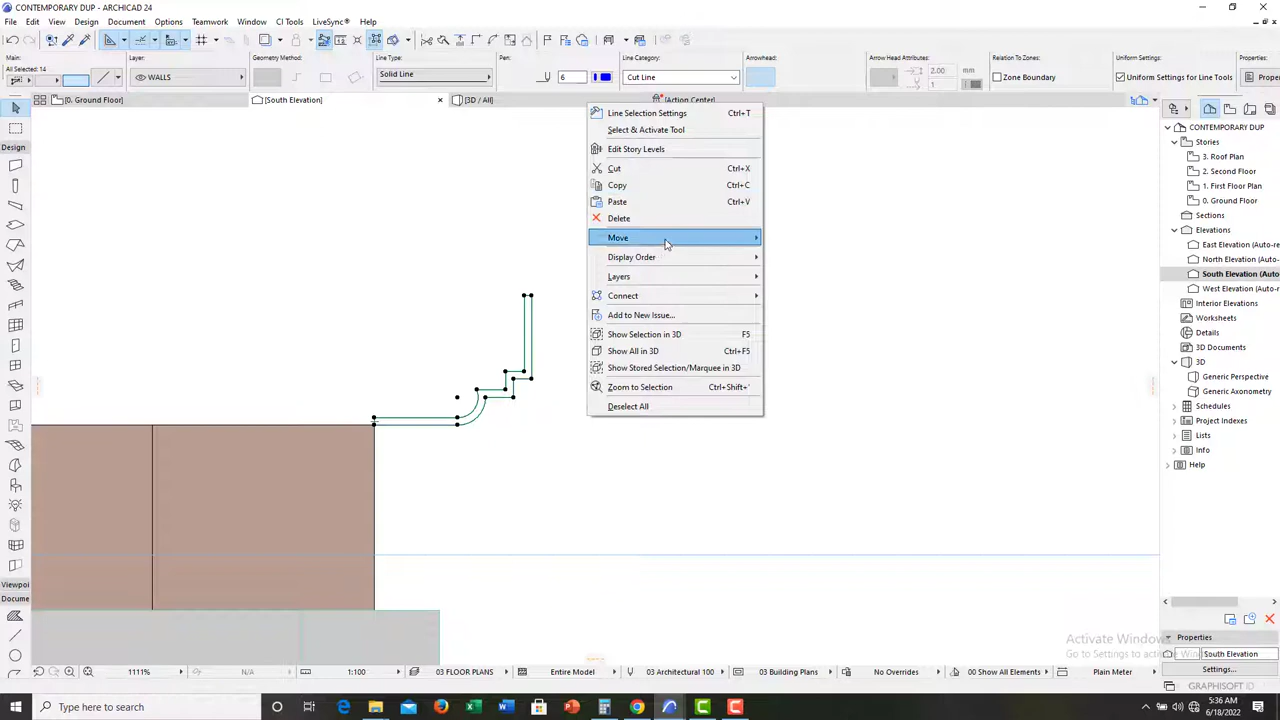 CONTEMPORARY DUP - ARCHICAD 24
File Edit View Design Document Options Teamwork Window CI Tools LiveSync® Help
Main: Layer: Geometry Method: Line Type: Pen: Line Category: Arrowhead: Arrow Head Attributes: Relation to Zones: Uniform Settings: Properties:
All Selected: 14 WALLS Solid Line 6 Cut Line 2.00 mm Zone Boundary Uniform Settings for Line Tools Proper
[0. Ground Floor] [South Elevation] [3D / All] [Action Center]
Line Selection Settings Ctrl+T
Select & Activate Tool
Edit Story Levels
Cut Ctrl+X
Copy Ctrl+C
Paste Ctrl+V
Delete
Move
Display Order
Layers
Connect
Add to New Issue...
Show Selection in 3D F5
Show All in 3D Ctrl+F5
Show Stored Selection/Marquee in 3D
Zoom to Selection Ctrl+Shift+'
Deselect All
Design
Viewpoi
Docume
CONTEMPORARY DUP
Stories
3. Roof Plan
2. Second Floor
1. First Floor Plan
0. Ground Floor
Sections
Elevations
East Elevation (Auto-re
North Elevation (Auto-
South Elevation (Auto
West Elevation (Auto-r
Interior Elevations
Worksheets
Details
3D Documents
3D
Generic Perspective
Generic Axonometry
Schedules
Project Indexes
Lists
Info
Help
Properties
South Elevation
Settings...
GRAPHISOFT
Activate Windows
Go to Settings to activate Win
1111% N/A 1:100 03 FLOOR PLANS Entire Model 03 Architectural 100 03 Building Plans No Overrides 00 Show All Elements Plain Meter
Type here to search
5:36 AM
6/18/2022